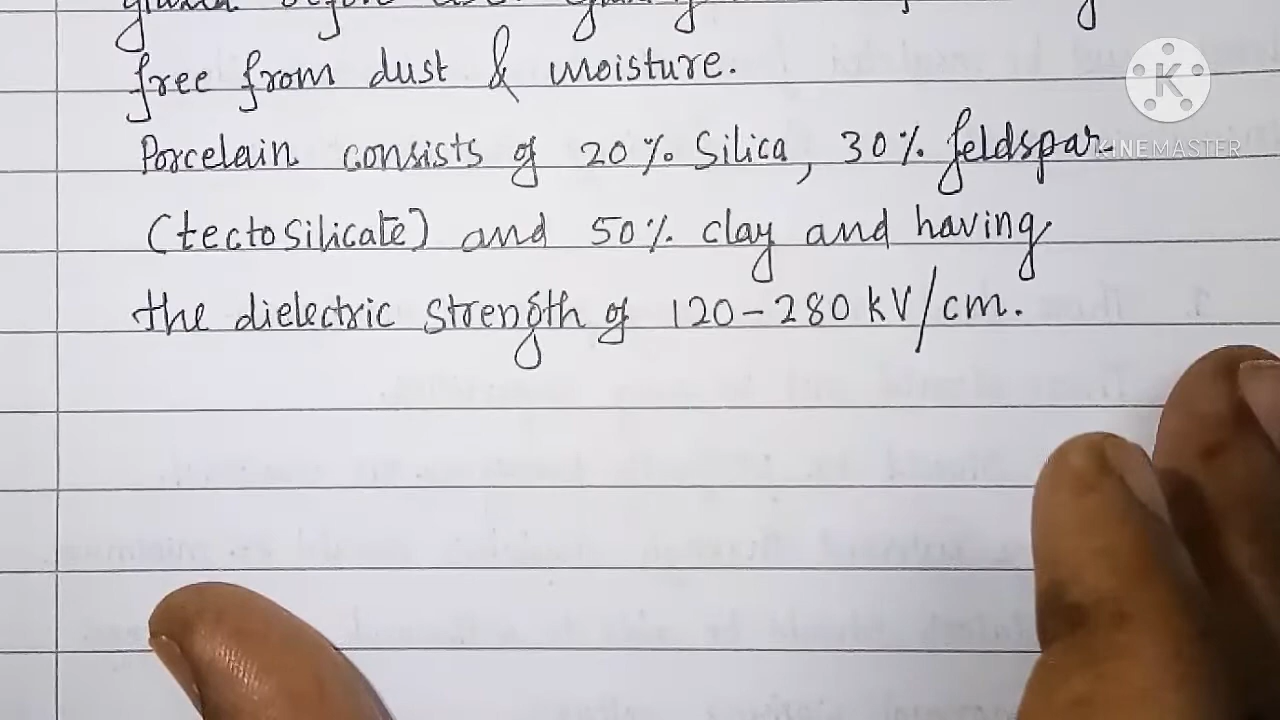 free from dust & moisture.
Porcelain consists of 20% Silica, 30% feldspar
(tectosilicate) and 50% clay and having
the dielectric strength of 120-280 kV/cm.
K
KINEMASTER